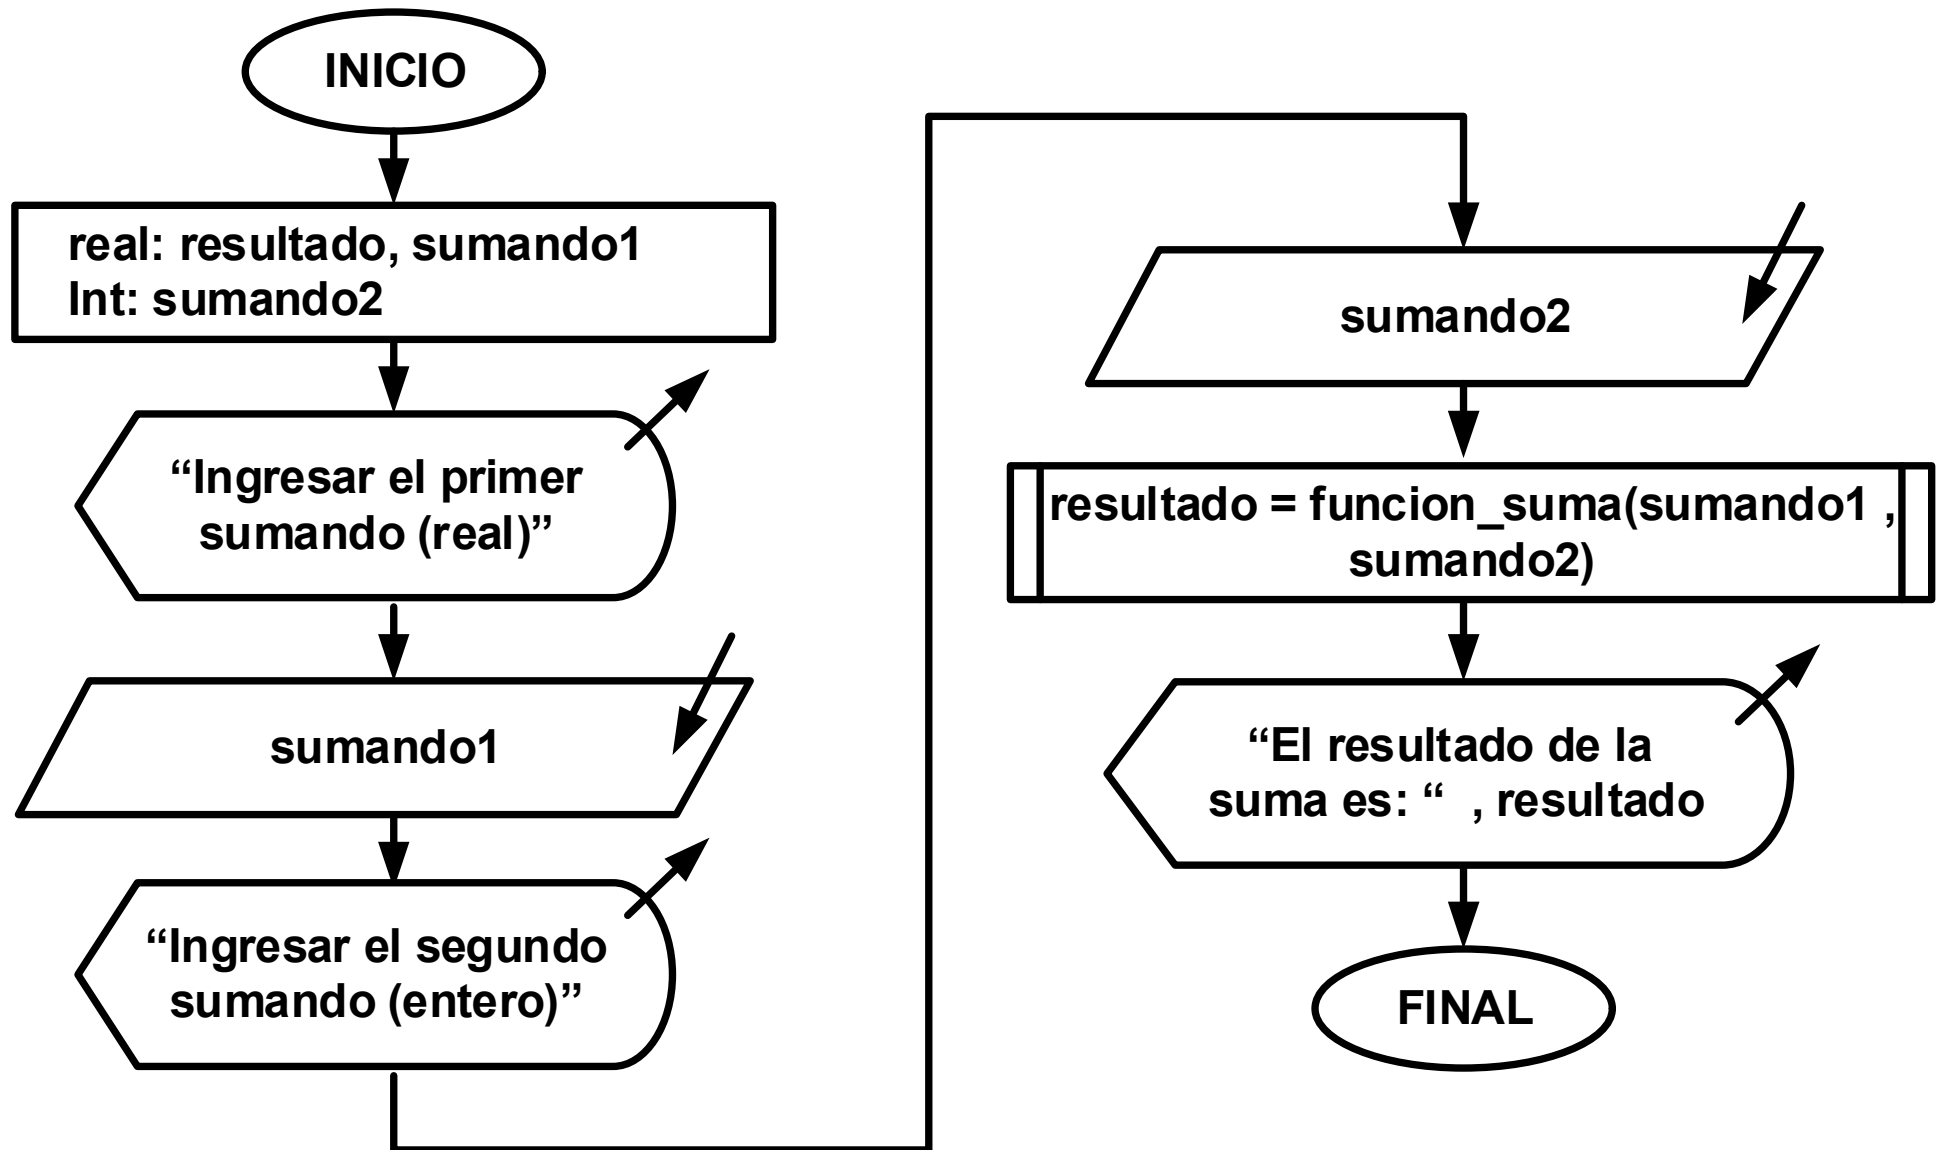 INICIO
real: resultado, sumando1
Int: sumando2
“Ingresar el primer
sumando (real)”
sumando1
“Ingresar el segundo
sumando (entero)”
sumando2
resultado = funcion_suma(sumando1 ,
sumando2)
“El resultado de la
suma es: “ , resultado
FINAL